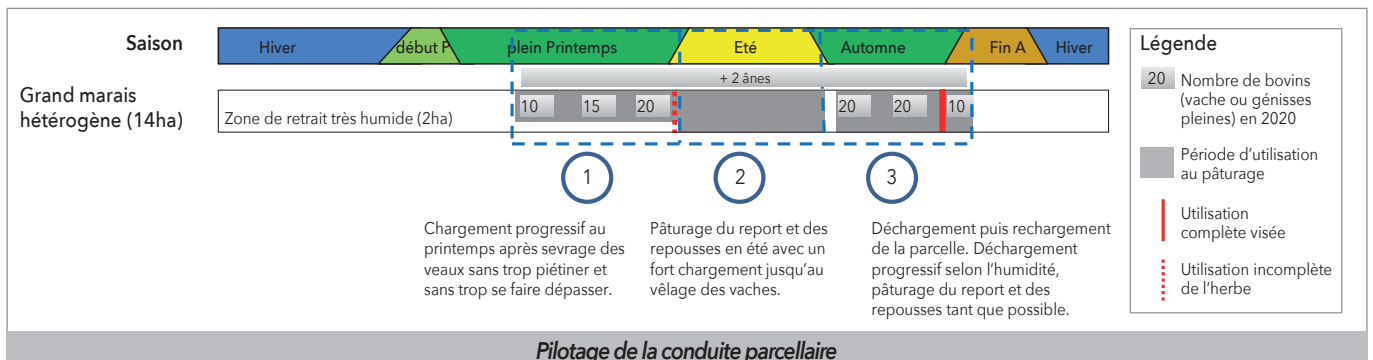 Saison
Hiver
début P
plein Printemps
Eté
Automne
Fin A
Hiver
+ 2 ânes
Grand marais
hétérogène (14ha)
Zone de retrait très humide (2ha)
10
15
20
20
20
10
1
2
3
Chargement progressif au
printemps après sevrage des
veaux sans trop piétiner et
sans trop se faire dépasser.
Pâturage du report et des
repousses en été avec un
fort chargement jusqu’au
vêlage des vaches.
Déchargement puis rechargement
de la parcelle. Déchargement
progressif selon l’humidité,
pâturage du report et des
repousses tant que possible.
Légende
20 Nombre de bovins
(vache ou génisses
pleines) en 2020
Période d’utilisation
au pâturage
Utilisation
complète visée
Utilisation incomplète
de l’herbe
Pilotage de la conduite parcellaire